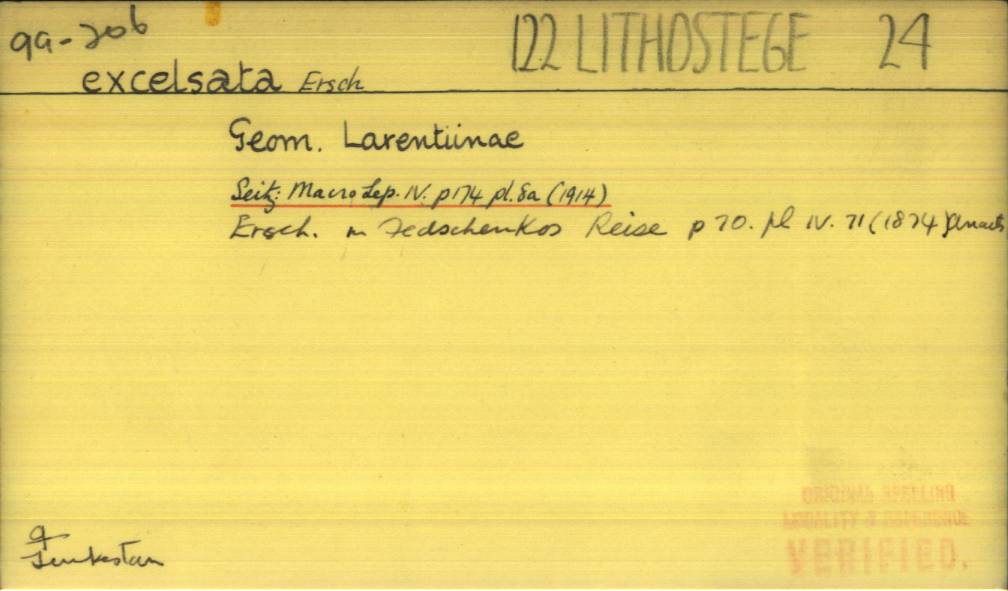 99-206
122 LITHOSTEGE 24
excelsata Ersch
Geom. Larentiinae
Seitz: Macro Lep. IV. p174 pl. 8a (1914)
Ersch. in Fedschenkos Reise p 70. pl IV. 71 (1874)
Turkestan
ORIGINAL SPELLING
& REFERENCE
VERIFIED.